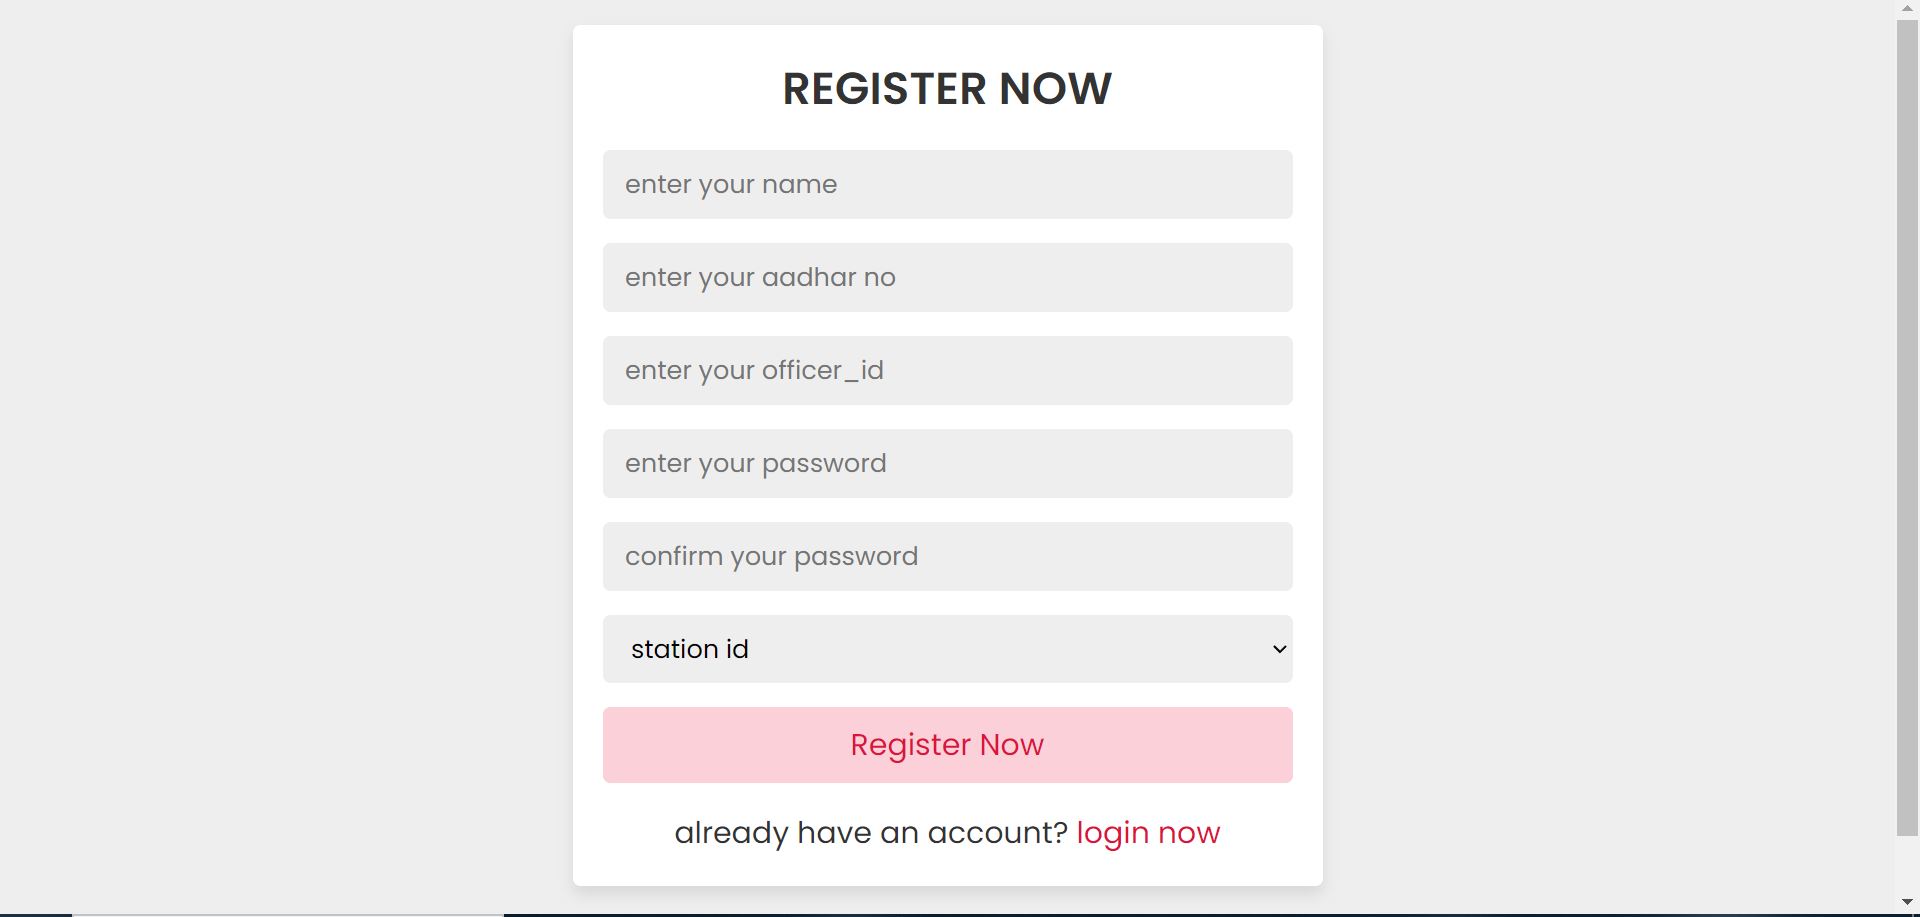 REGISTER NOW
enter your name
enter your aadhar no
enter your officer_id
enter your password
confirm your password
station id
Register Now
already have an account? login now